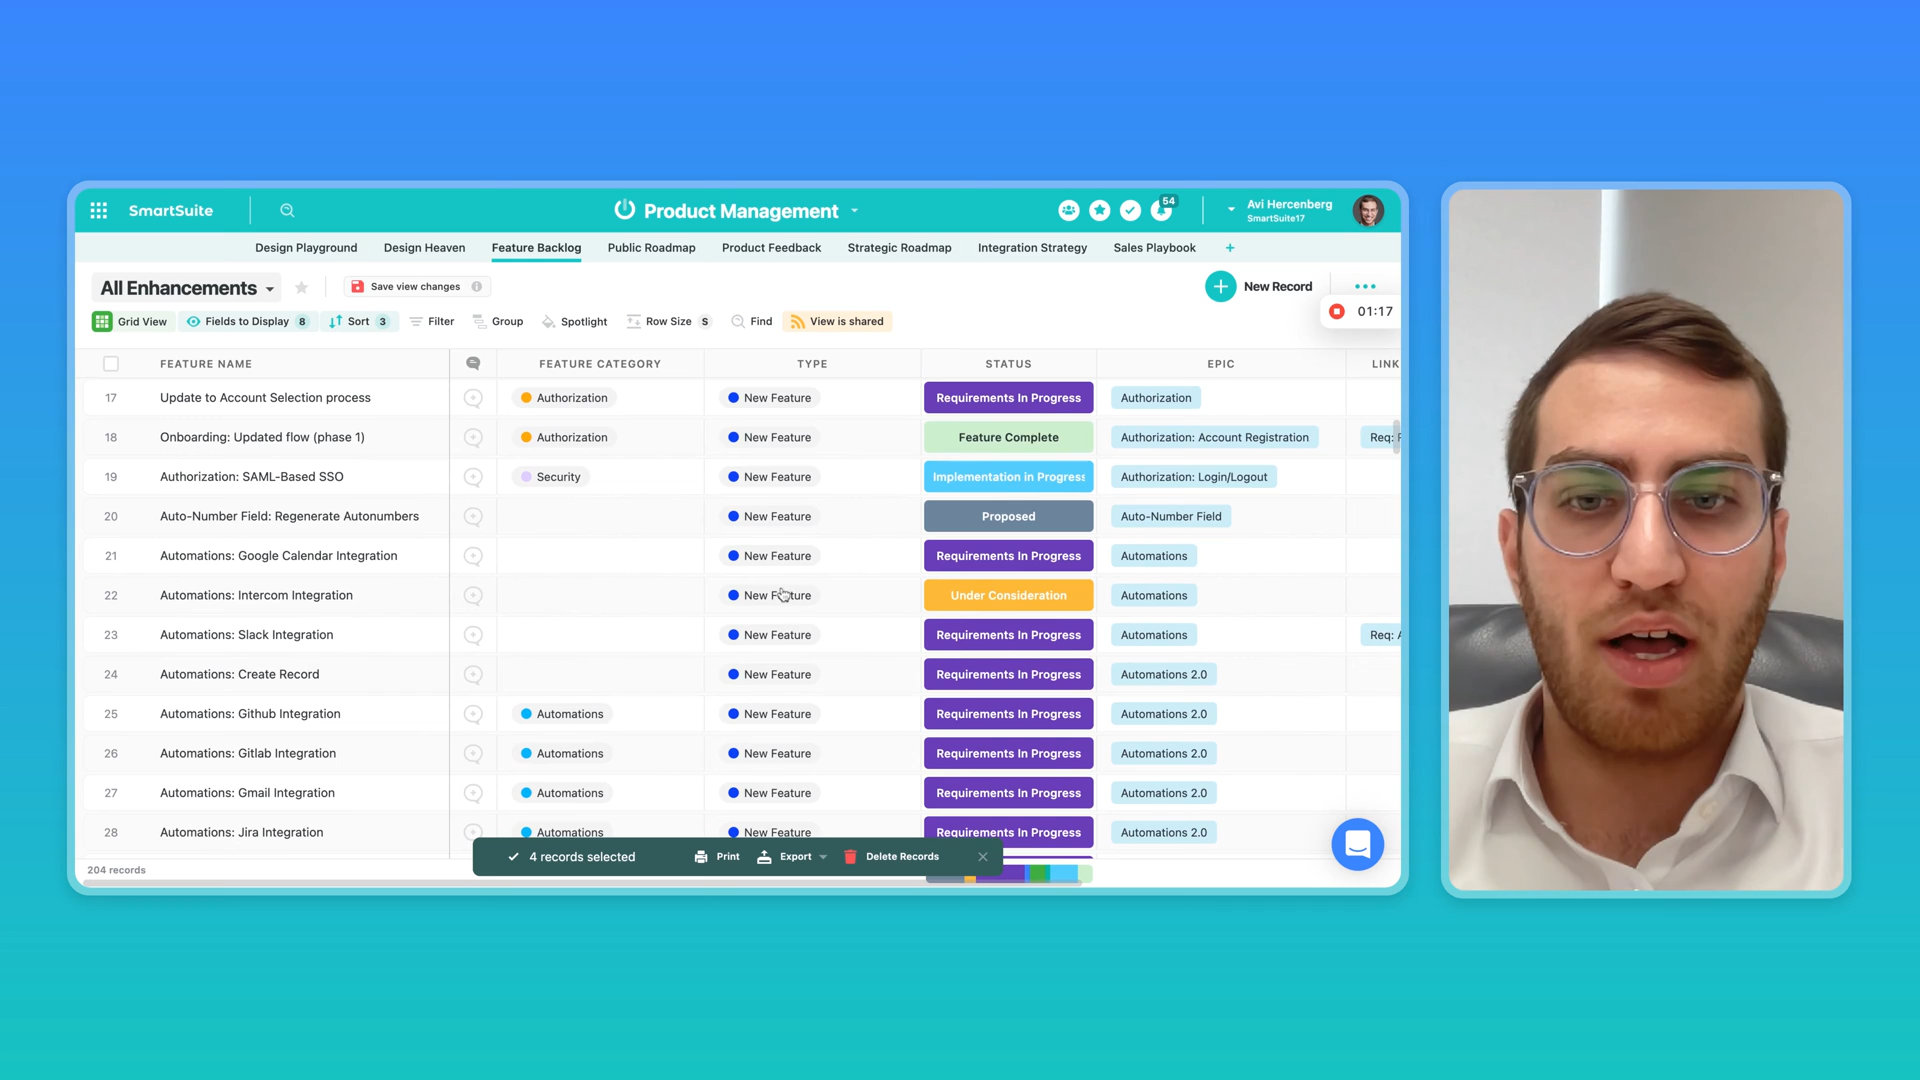 SmartSuite
Product Management
54
Avi Hercenberg
SmartSuite17
Design Playground
Design Heaven
Feature Backlog
Public Roadmap
Product Feedback
Strategic Roadmap
Integration Strategy
Sales Playbook
+
All Enhancements
Save view changes
New Record
01:17
Grid View
Fields to Display 8
Sort 3
Filter
Group
Spotlight
Row Size S
Find
View is shared
FEATURE NAME FEATURE CATEGORY TYPE STATUS EPIC LINK
17 Update to Account Selection process Authorization New Feature Requirements In Progress Authorization
18 Onboarding: Updated flow (phase 1) Authorization New Feature Feature Complete Authorization: Account Registration Req:
19 Authorization: SAML-Based SSO Security New Feature Implementation in Progress Authorization: Login/Logout
20 Auto-Number Field: Regenerate Autonumbers New Feature Proposed Auto-Number Field
21 Automations: Google Calendar Integration New Feature Requirements In Progress Automations
22 Automations: Intercom Integration New Feature Under Consideration Automations
23 Automations: Slack Integration New Feature Requirements In Progress Automations Req:
24 Automations: Create Record New Feature Requirements In Progress Automations 2.0
25 Automations: Github Integration Automations New Feature Requirements In Progress Automations 2.0
26 Automations: Gitlab Integration Automations New Feature Requirements In Progress Automations 2.0
27 Automations: Gmail Integration Automations New Feature Requirements In Progress Automations 2.0
28 Automations: Jira Integration Automations New Feature Requirements In Progress Automations 2.0
4 records selected Print Export Delete Records
204 records